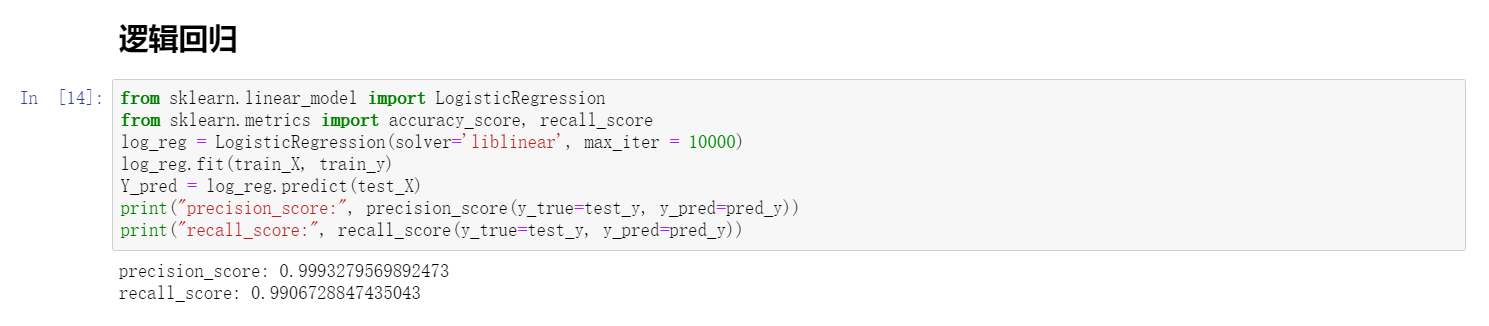 逻辑回归
In [14]: from sklearn.linear_model import LogisticRegression
from sklearn.metrics import accuracy_score, recall_score
log_reg = LogisticRegression(solver='liblinear', max_iter = 10000)
log_reg.fit(train_X, train_y)
Y_pred = log_reg.predict(test_X)
print("precision_score:", precision_score(y_true=test_y, y_pred=pred_y))
print("recall_score:", recall_score(y_true=test_y, y_pred=pred_y))
precision_score: 0.9993279569892473
recall_score: 0.9906728847435043